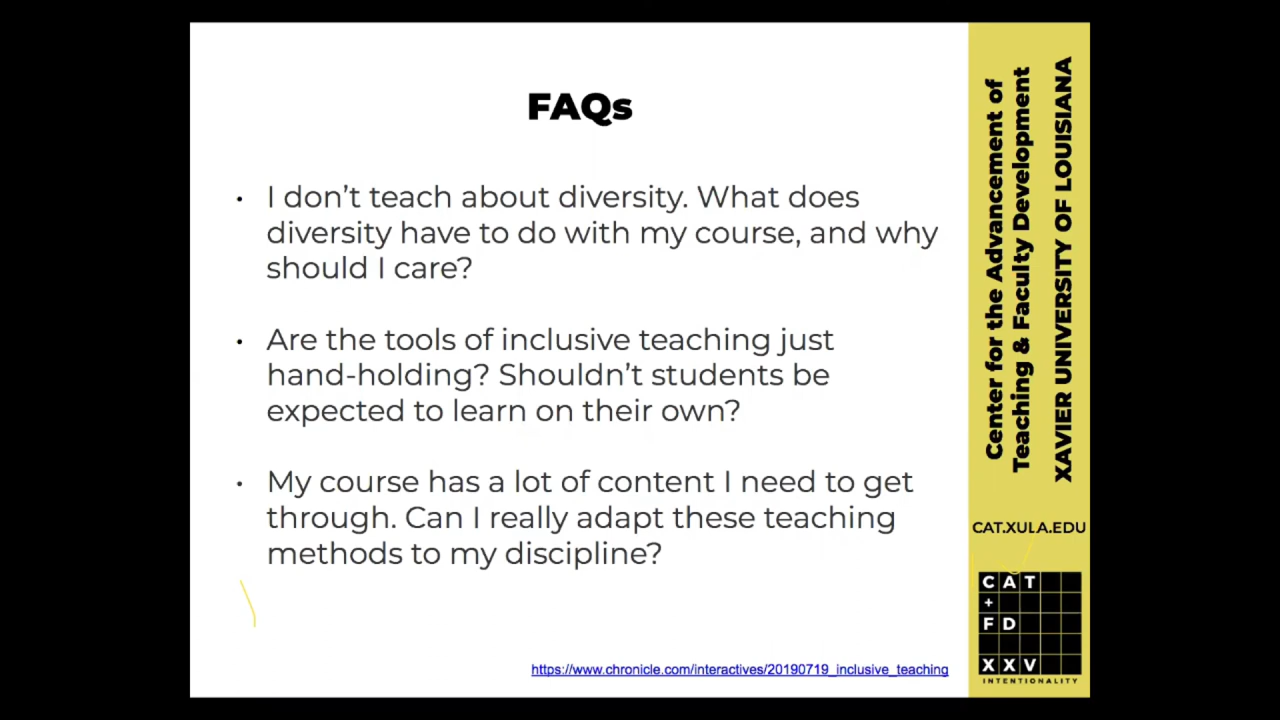 FAQs
• I don’t teach about diversity. What does
diversity have to do with my course, and why
should I care?
• Are the tools of inclusive teaching just
hand-holding? Shouldn’t students be
expected to learn on their own?
• My course has a lot of content I need to get
through. Can I really adapt these teaching
methods to my discipline?
https://www.chronicle.com/interactives/20190719_inclusive_teaching
Center for the Advancement of
Teaching & Faculty Development
XAVIER UNIVERSITY OF LOUISIANA
CAT.XULA.EDU
CAT
+
FD
XXV
INTENTIONALITY